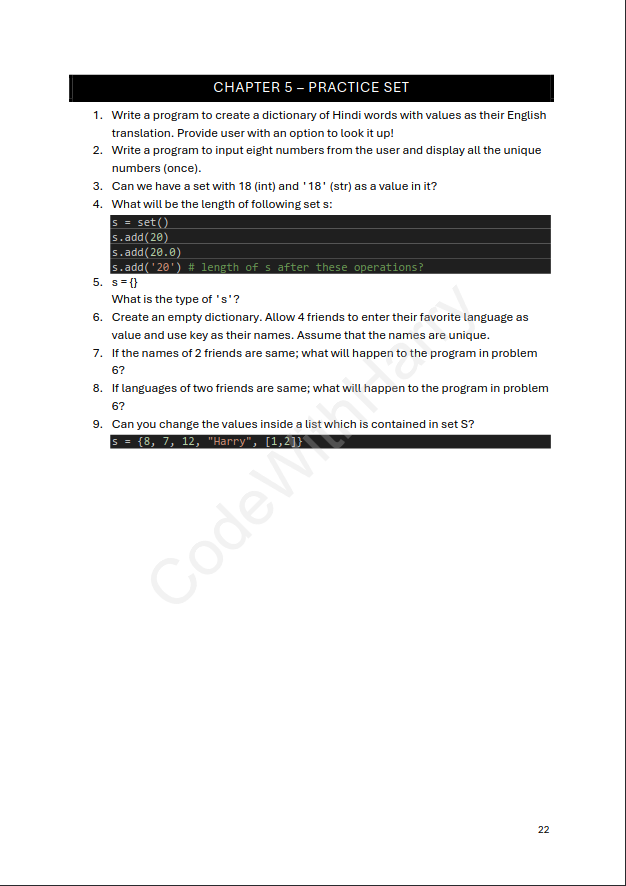 CHAPTER 5 – PRACTICE SET
1. Write a program to create a dictionary of Hindi words with values as their English
translation. Provide user with an option to look it up!
2. Write a program to input eight numbers from the user and display all the unique
numbers (once).
3. Can we have a set with 18 (int) and '18' (str) as a value in it?
4. What will be the length of following set s:
s = set()
s.add(20)
s.add(20.0)
s.add('20') # length of s after these operations?
5. s = {}
What is the type of 's'?
6. Create an empty dictionary. Allow 4 friends to enter their favorite language as
value and use key as their names. Assume that the names are unique.
7. If the names of 2 friends are same; what will happen to the program in problem
6?
8. If languages of two friends are same; what will happen to the program in problem
6?
9. Can you change the values inside a list which is contained in set S?
s = {8, 7, 12, "Harry", [1,2]}
CodeWithHarry
22